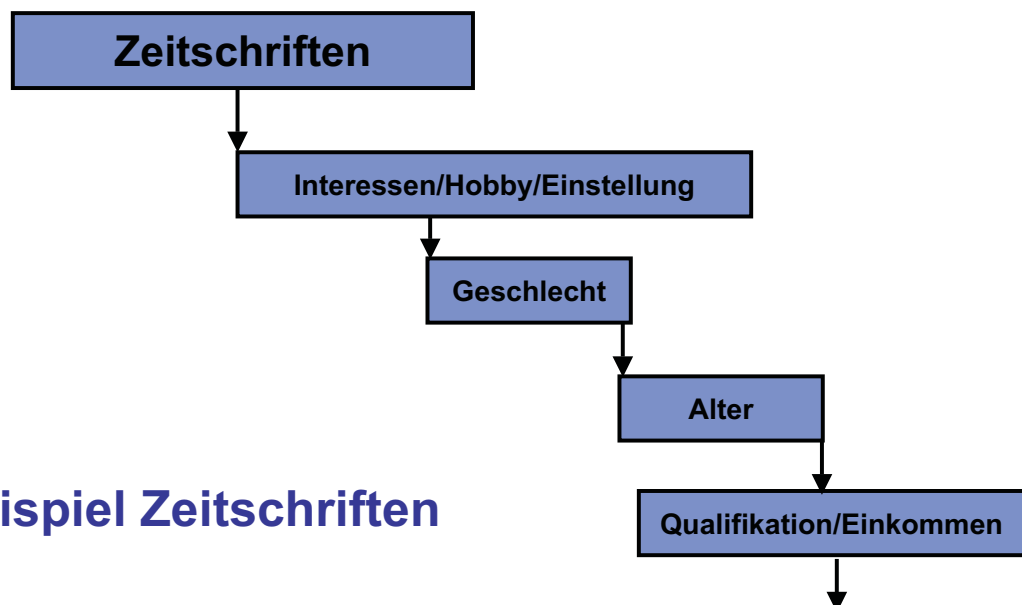 Zeitschriften
Interessen/Hobby/Einstellung
Geschlecht
Alter
ispiel Zeitschriften
Qualifikation/Einkommen